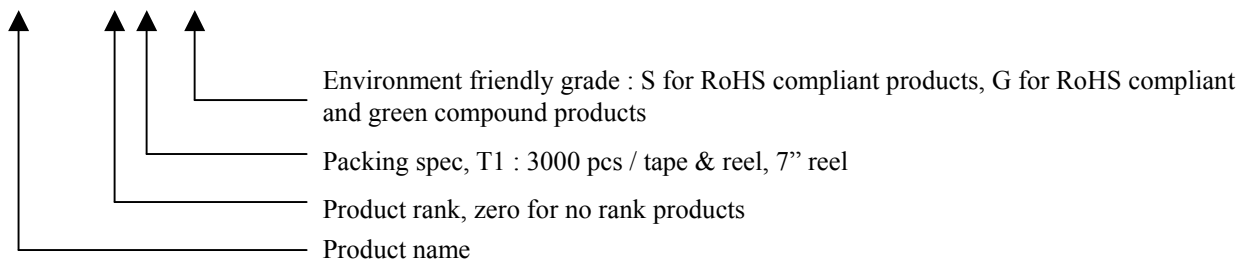 Environment friendly grade : S for RoHS compliant products, G for RoHS compliant
and green compound products
Packing spec, T1 : 3000 pcs / tape & reel, 7” reel
Product rank, zero for no rank products
Product name